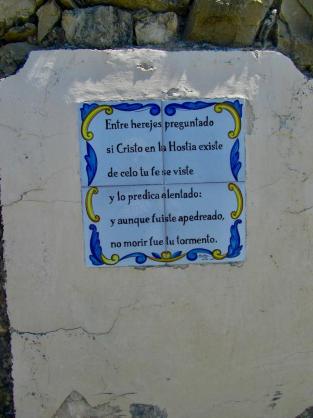 Entre herejes preguntado
si Cristo en la Hostia existe
de celo tu fe se viste
y lo predica alentado:
y aunque fuiste apedreado,
no morir fue tu tormento.